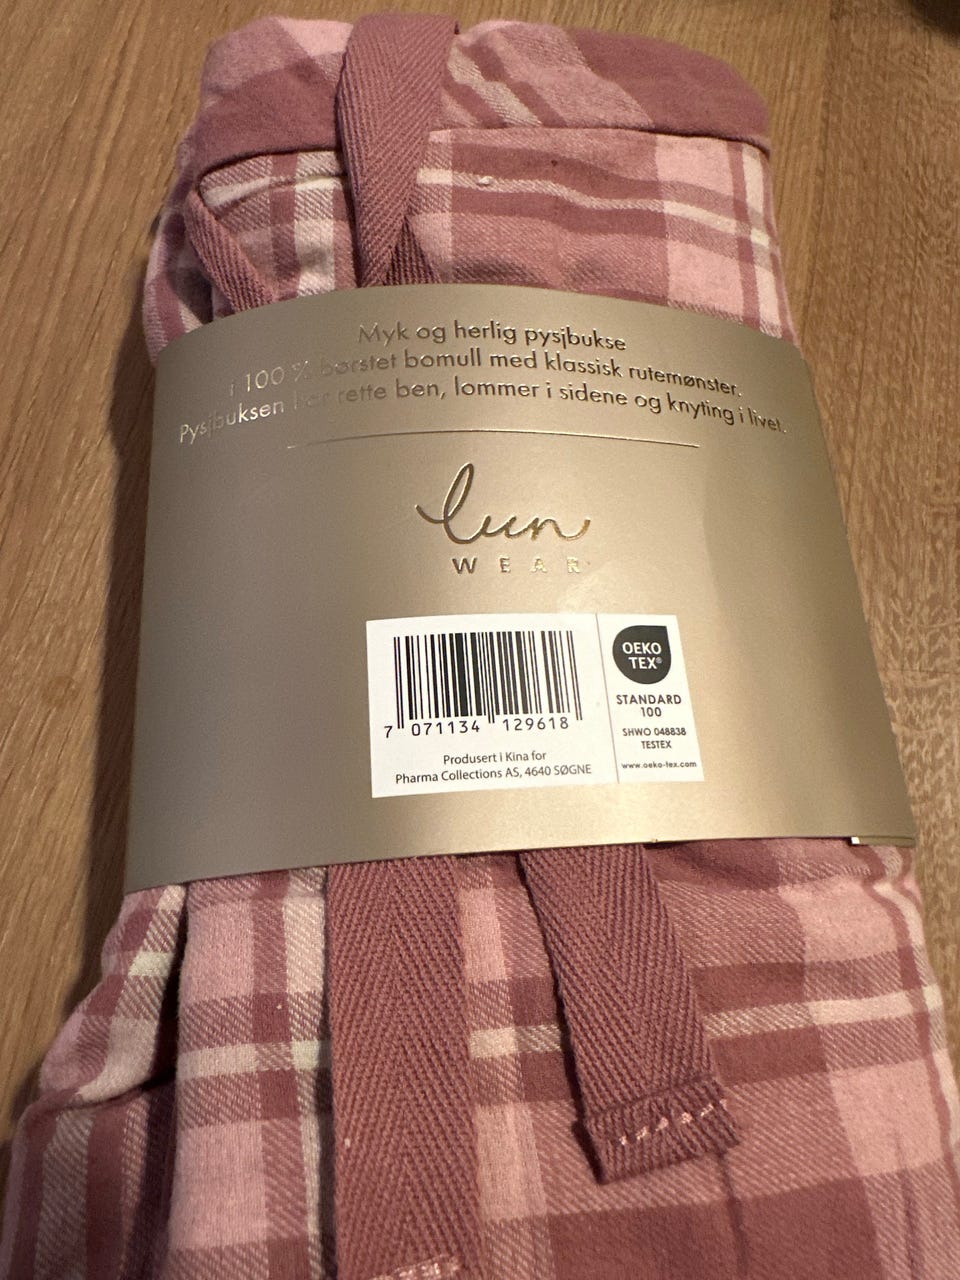 Myk og herlig pysjbukse
i 100 % børstet bomull med klassisk rutemønster.
Pysjbuksen har rette ben, lommer i sidene og knyting i livet.
lun
WEAR
OEKO
TEX®
STANDARD
100
SHWO 048838
TESTEX
www.oeko-tex.com
7 071134 129618
Produsert i Kina for
Pharma Collections AS, 4640 SØGNE